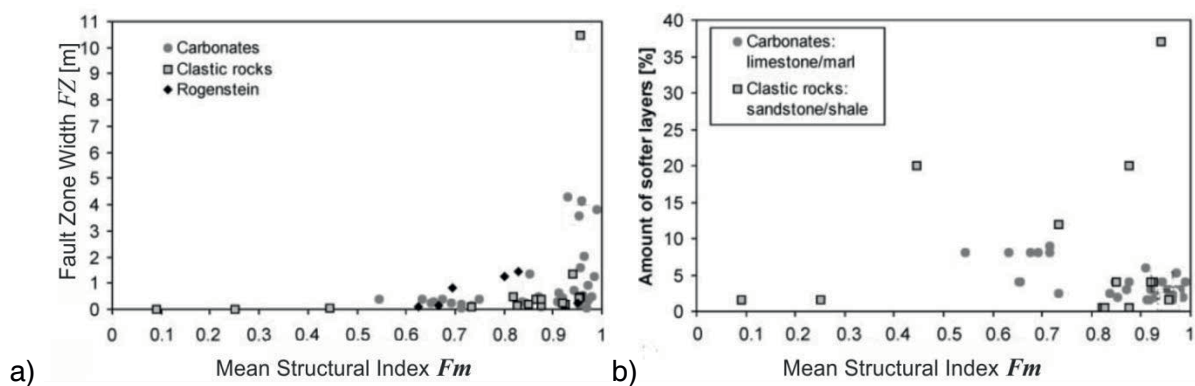 11
10
9
8
7
6
5
4
3
2
1
0
Fault Zone Width FZ [m]
Carbonates
Clastic rocks
Rogenstein
0 0.1 0.2 0.3 0.4 0.5 0.6 0.7 0.8 0.9 1
Mean Structural Index Fm
a)
40
35
30
25
20
15
10
5
0
Amount of softer layers [%]
Carbonates:
limestone/marl
Clastic rocks:
sandstone/shale
0 0.1 0.2 0.3 0.4 0.5 0.6 0.7 0.8 0.9 1
Mean Structural Index Fm
b)